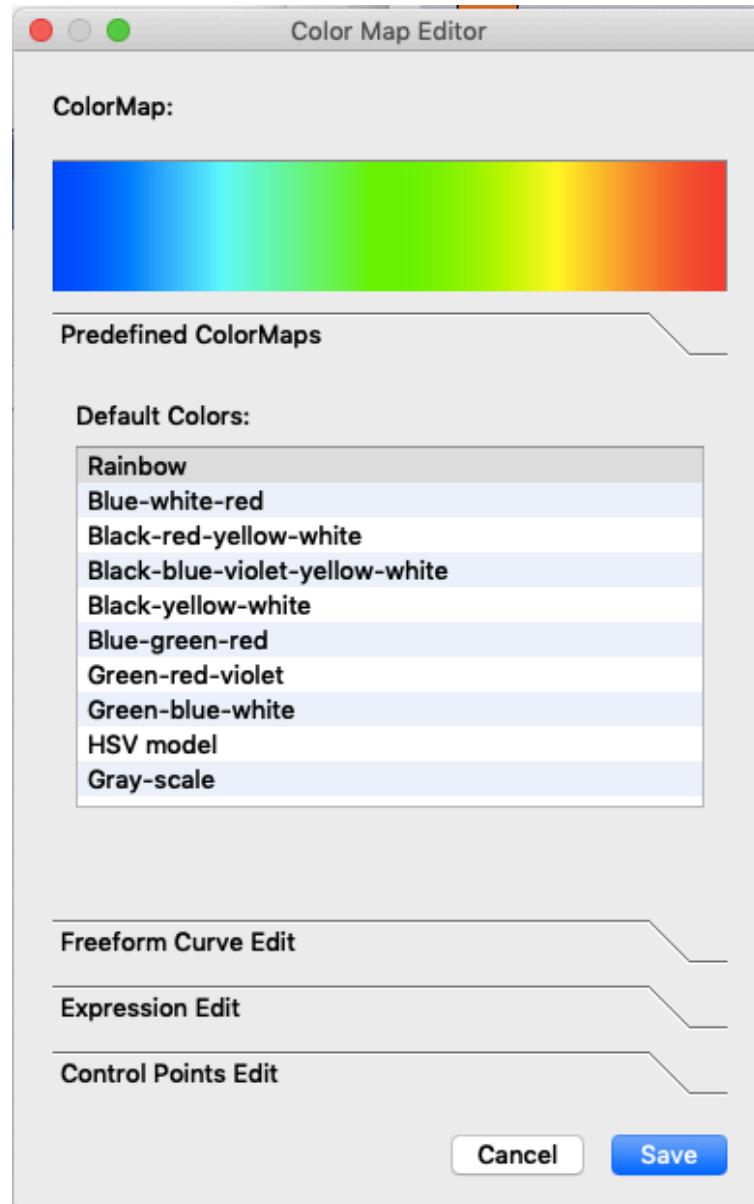 Color Map Editor
ColorMap:
Predefined ColorMaps
Default Colors:
Rainbow
Blue-white-red
Black-red-yellow-white
Black-blue-violet-yellow-white
Black-yellow-white
Blue-green-red
Green-red-violet
Green-blue-white
HSV model
Gray-scale
Freeform Curve Edit
Expression Edit
Control Points Edit
Cancel Save